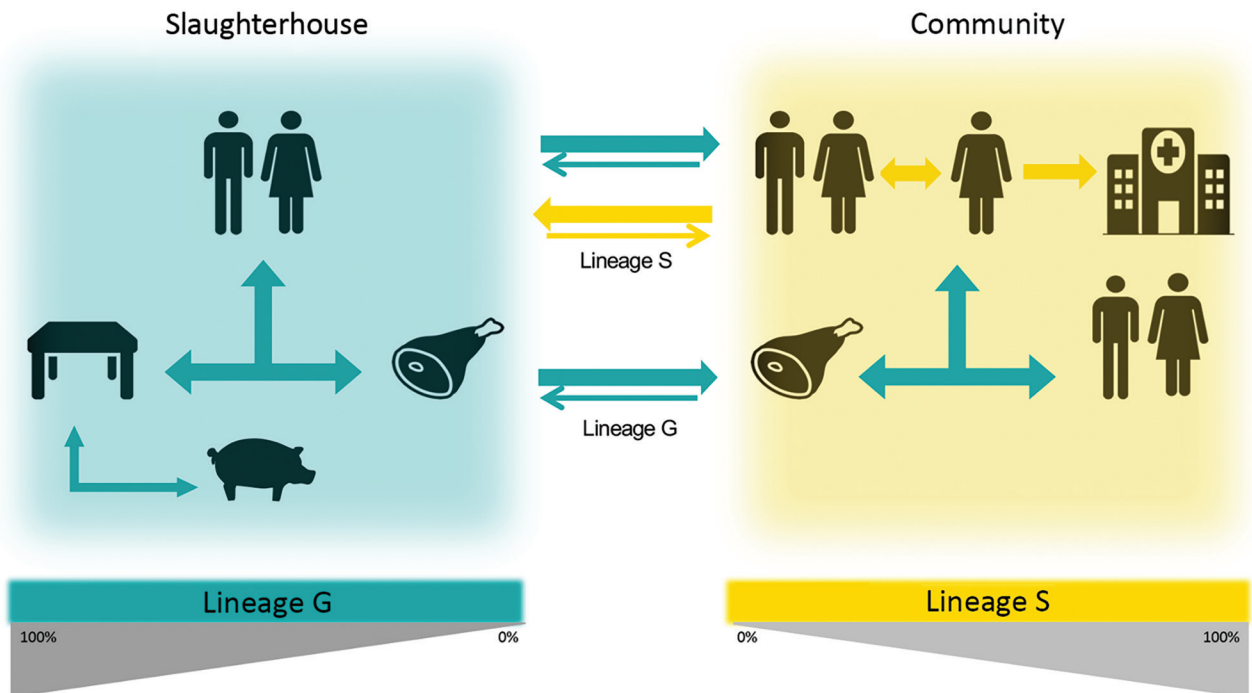 Slaughterhouse
Community
Lineage S
Lineage G
Lineage G
Lineage S
100%
0%
0%
100%